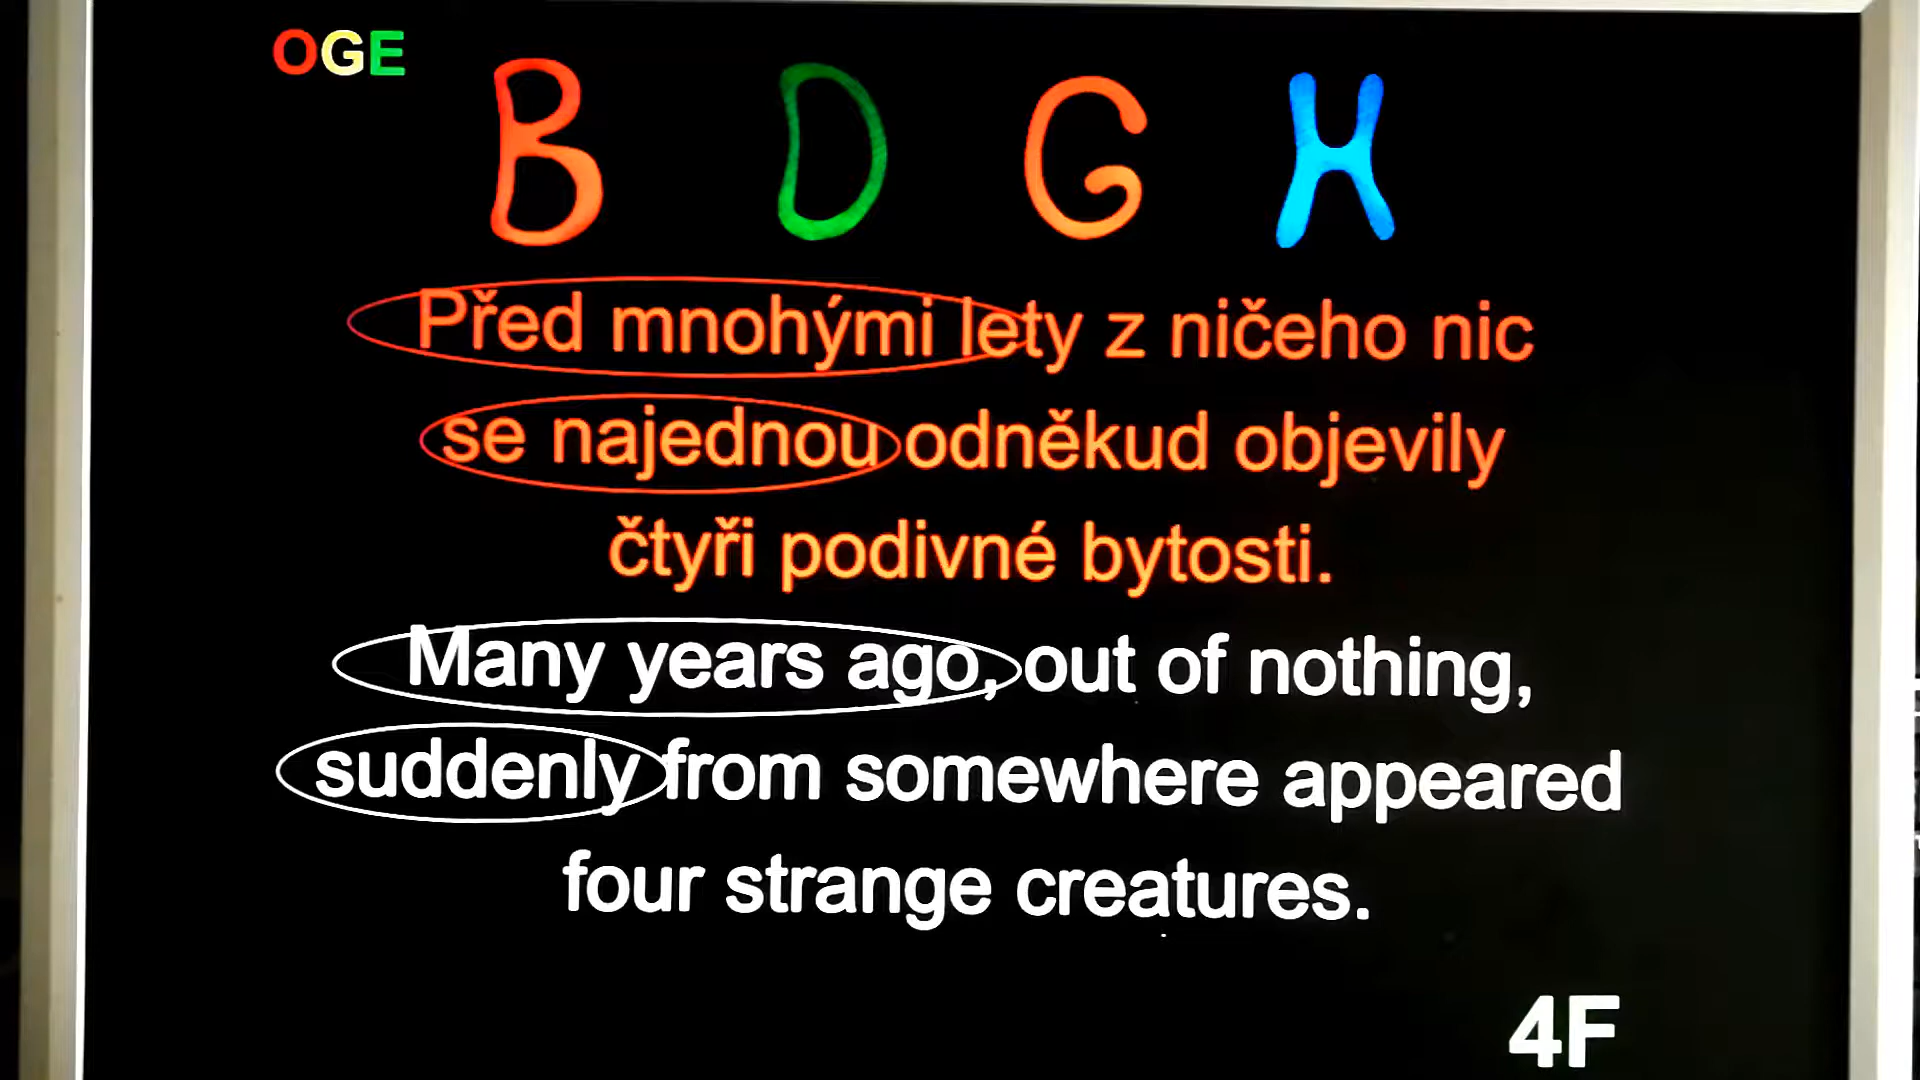 OGE
B D G H
Před mnohými lety z ničeho nic
se najednou odněkud objevily
čtyři podivné bytosti.
Many years ago, out of nothing,
suddenly from somewhere appeared
four strange creatures.
4F